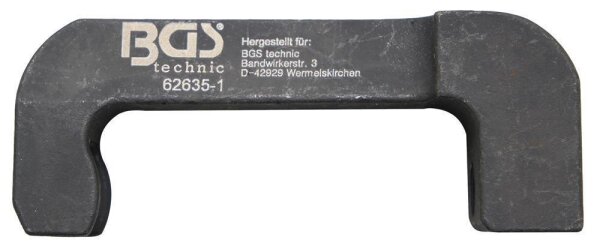 BGS®
technic
62635-1
Hergestellt für:
BGS technic
Bandwirkerstr. 3
D-42929 Wermelskirchen